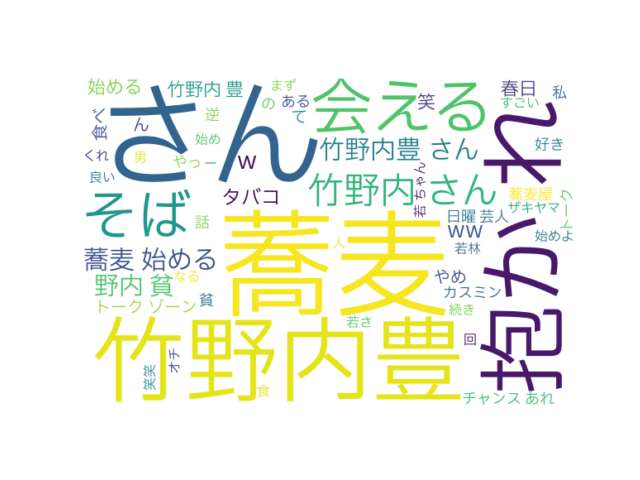 始める
竹野内 豊
まず
の
ある
て
逆
さん
会える
笑
春日
すごい
私
食べ
ん
くれ
良い
男
始め
やっー
w
竹野内豊 さん
若ちゃん
好き
竹野内 さん
タバコ
蕎麦屋
ザキヤマ
トーク
日曜 芸人
ww
若林
始めよ
そば
話
蕎麦 始める
蕎麦
人
抱かれ
野内 貧
なる
やめ
カスミン
トーク ゾーン
貧
続き
若さ
竹野内豊
回
オチ
笑笑
食
チャンス あれ